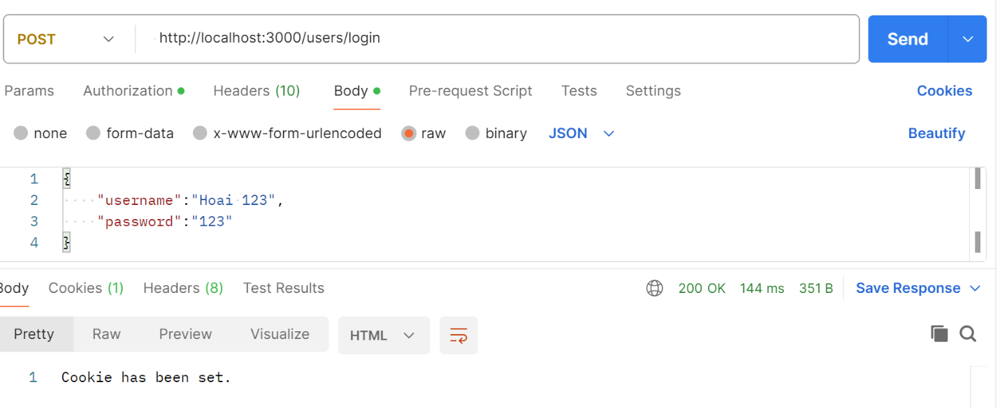 POST http://localhost:3000/users/login Send
Params Authorization Headers (10) Body Pre-request Script Tests Settings Cookies
none form-data x-www-form-urlencoded raw binary JSON Beautify
1 {
2 "username":"Hoai 123",
3 "password":"123"
4 }
Body Cookies (1) Headers (8) Test Results 200 OK 144 ms 351 B Save Response
Pretty Raw Preview Visualize HTML
1 Cookie has been set.